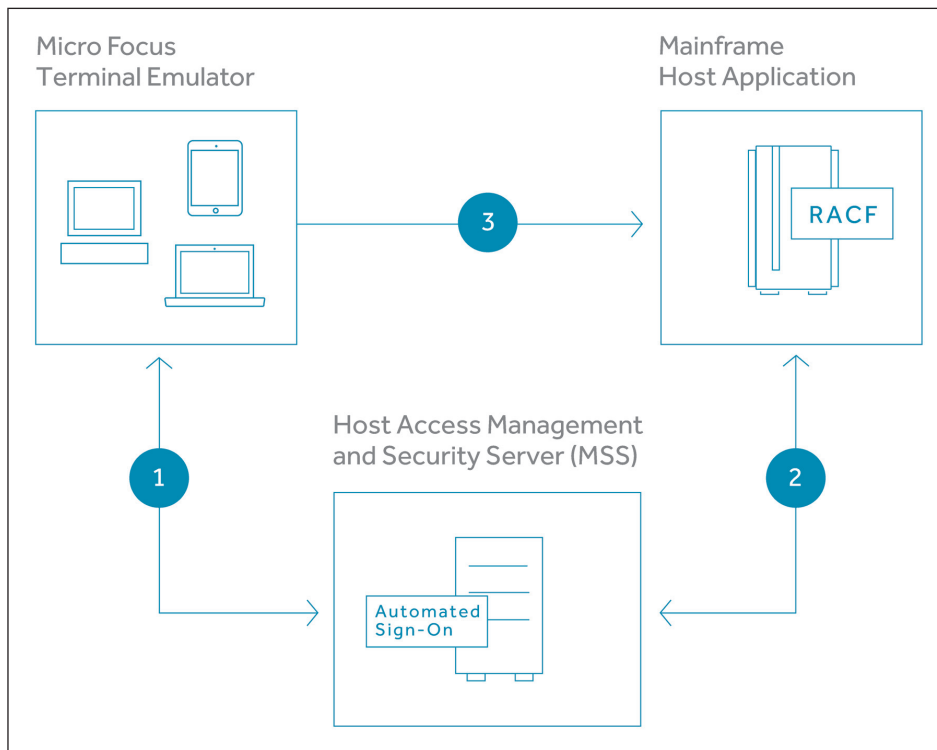 Micro Focus
Terminal Emulator
Mainframe
Host Application
3
RACF
Host Access Management
and Security Server (MSS)
1
2
Automated
Sign-On